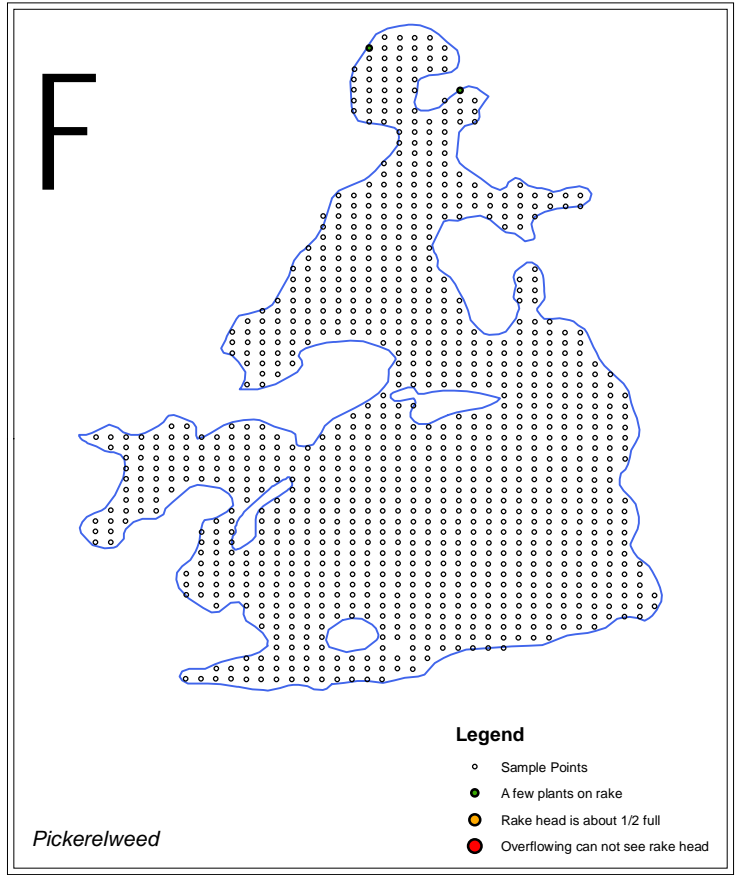 F
Legend
Sample Points
A few plants on rake
Rake head is about 1/2 full
Overflowing can not see rake head
Pickerelweed